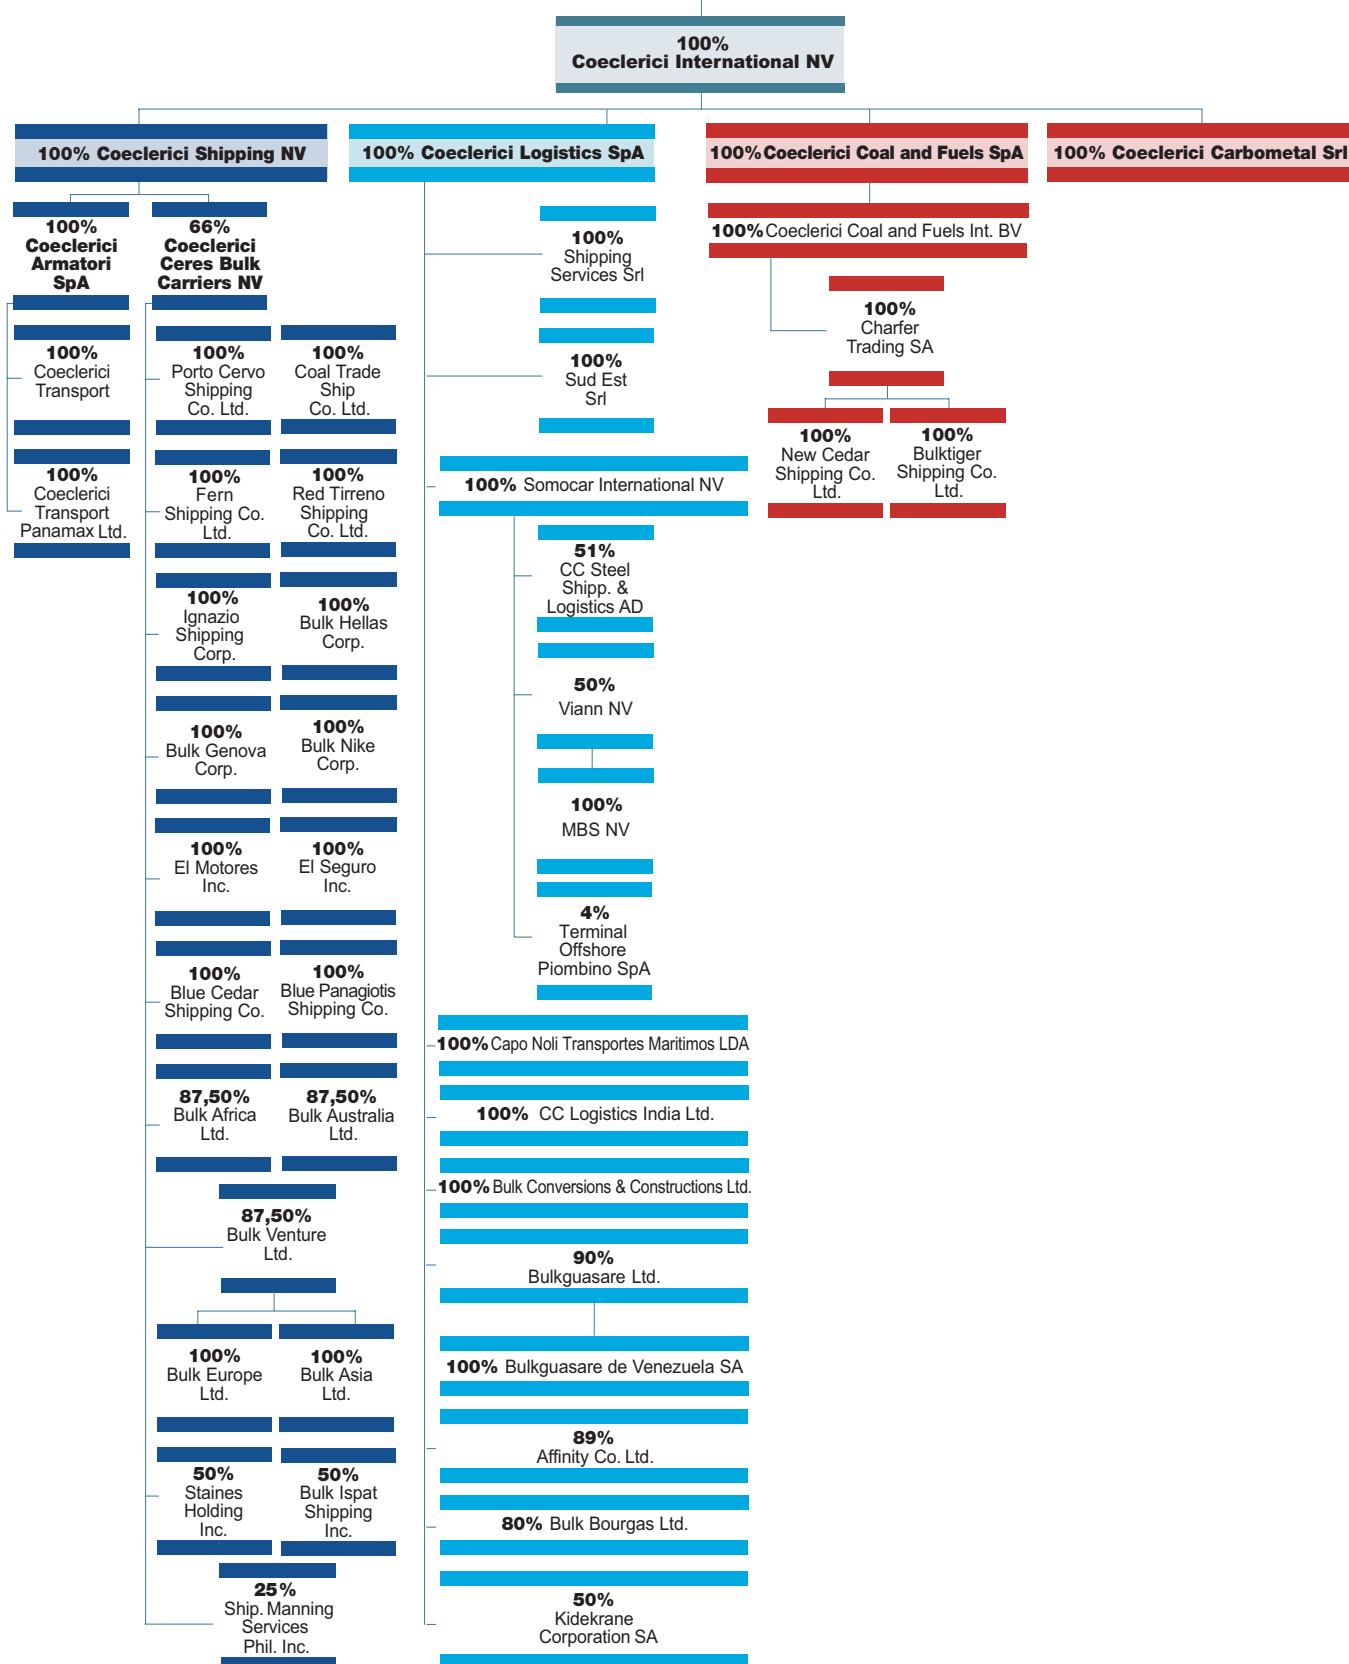 100%
Coeclerici International NV
100% Coeclerici Shipping NV
100% Coeclerici Logistics SpA
100% Coeclerici Coal and Fuels SpA
100% Coeclerici Carbometal Srl
100%
Coeclerici
Armatori
SpA
66%
Coeclerici
Ceres Bulk
Carriers NV
100%
Coeclerici
Transport
100%
Coeclerici
Transport
Panamax Ltd.
100%
Porto Cervo
Shipping
Co. Ltd.
100%
Coal Trade
Ship
Co. Ltd.
100%
Fern
Shipping Co.
Ltd.
100%
Red Tirreno
Shipping
Co. Ltd.
100%
Ignazio
Shipping
Corp.
100%
Bulk Hellas
Corp.
100%
Bulk Genova
Corp.
100%
Bulk Nike
Corp.
100%
El Motores
Inc.
100%
El Seguro
Inc.
100%
Blue Cedar
Shipping Co.
100%
Blue Panagiotis
Shipping Co.
87,50%
Bulk Africa
Ltd.
87,50%
Bulk Australia
Ltd.
87,50%
Bulk Venture
Ltd.
100%
Bulk Europe
Ltd.
100%
Bulk Asia
Ltd.
50%
Staines
Holding
Inc.
50%
Bulk Ispat
Shipping
Inc.
25%
Ship. Manning
Services
Phil. Inc.
100%
Shipping
Services Srl
100%
Sud Est
Srl
100% Somocar International NV
51%
CC Steel
Shipp. &
Logistics AD
50%
Viann NV
100%
MBS NV
4%
Terminal
Offshore
Piombino SpA
100% Capo Noli Transportes Maritimos LDA
100% CC Logistics India Ltd.
100% Bulk Conversions & Constructions Ltd.
90%
Bulkguasare Ltd.
100% Bulkguasare de Venezuela SA
89%
Affinity Co. Ltd.
80% Bulk Bourgas Ltd.
50%
Kidekrane
Corporation SA
100% Coeclerici Coal and Fuels Int. BV
100%
Charfer
Trading SA
100%
New Cedar
Shipping Co.
Ltd.
100%
Bulktiger
Shipping Co.
Ltd.